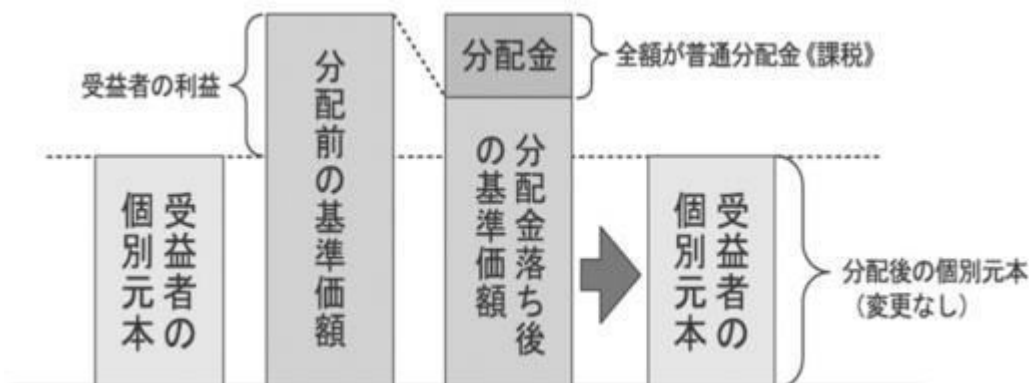 受益者の利益
分配前の基準価額
分配金
全額が普通分配金《課税》
受益者の
個別元本
分配金落ち後
の基準価額
受益者の
個別元本
分配後の個別元本
（変更なし）